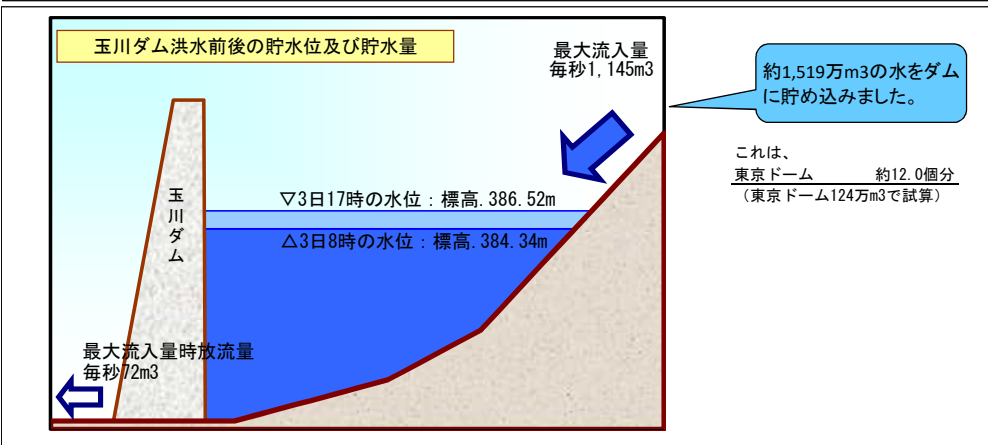 玉川ダム洪水前後の貯水位及び貯水量
最大流入量
毎秒1,145m3
約1,519万m3の水をダム
に貯め込みました。
これは、
東京ドーム 約12.0個分
(東京ドーム124万m3で試算)
▽3日17時の水位：標高.386.52m
△3日8時の水位：標高.384.34m
玉川ダム
最大流入量時放流量
毎秒72m3